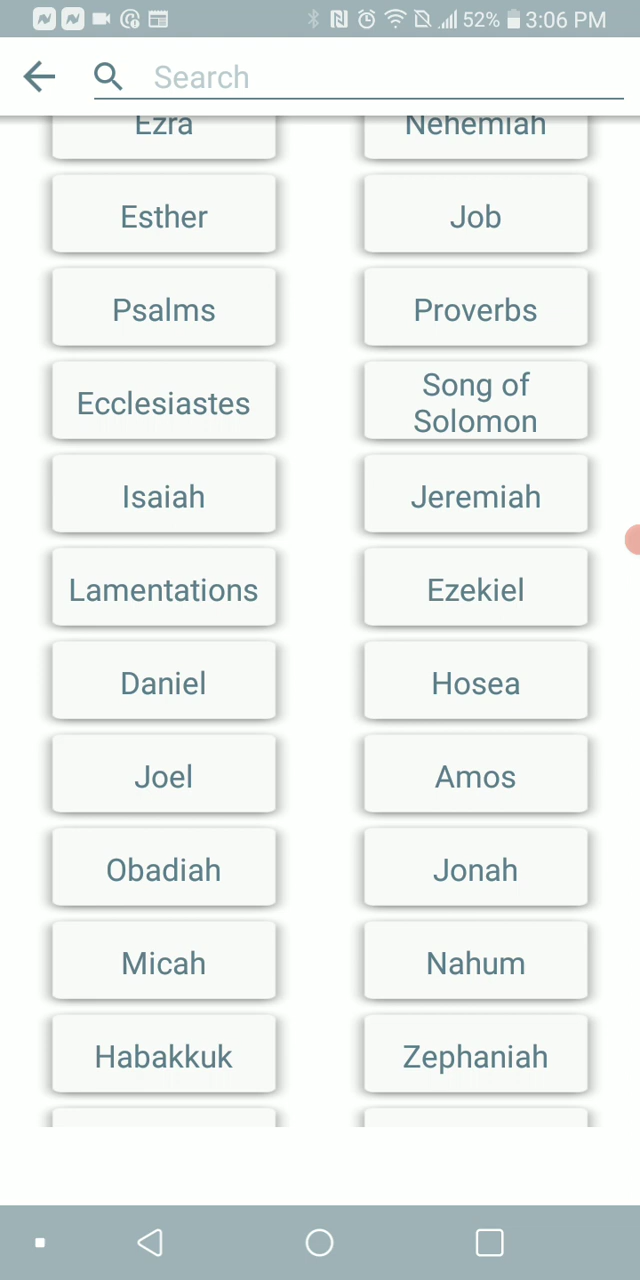 52% 3:06 PM
Search
Ezra Nehemiah
Esther Job
Psalms Proverbs
Ecclesiastes Song of Solomon
Isaiah Jeremiah
Lamentations Ezekiel
Daniel Hosea
Joel Amos
Obadiah Jonah
Micah Nahum
Habakkuk Zephaniah